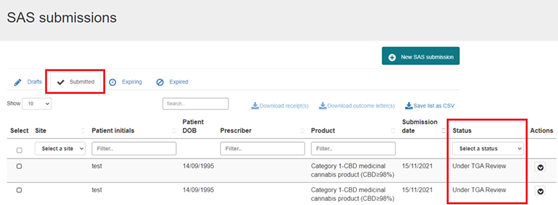 SAS submissions
New SAS submission
Drafts Submitted Expiring Expired
Show 10 Search... Download receipt(s) Download outcome letter(s) Save list as CSV
Select Site Patient initials Patient DOB Prescriber Product Submission date Status Actions
Select a site Filter.. Filter.. Filter.. Select a status
test 14/09/1995 Category 1-CBD medicinal cannabis product (CBD≥98%) 15/11/2021 Under TGA Review
test 14/09/1995 Category 1-CBD medicinal cannabis product (CBD≥98%) 15/11/2021 Under TGA Review